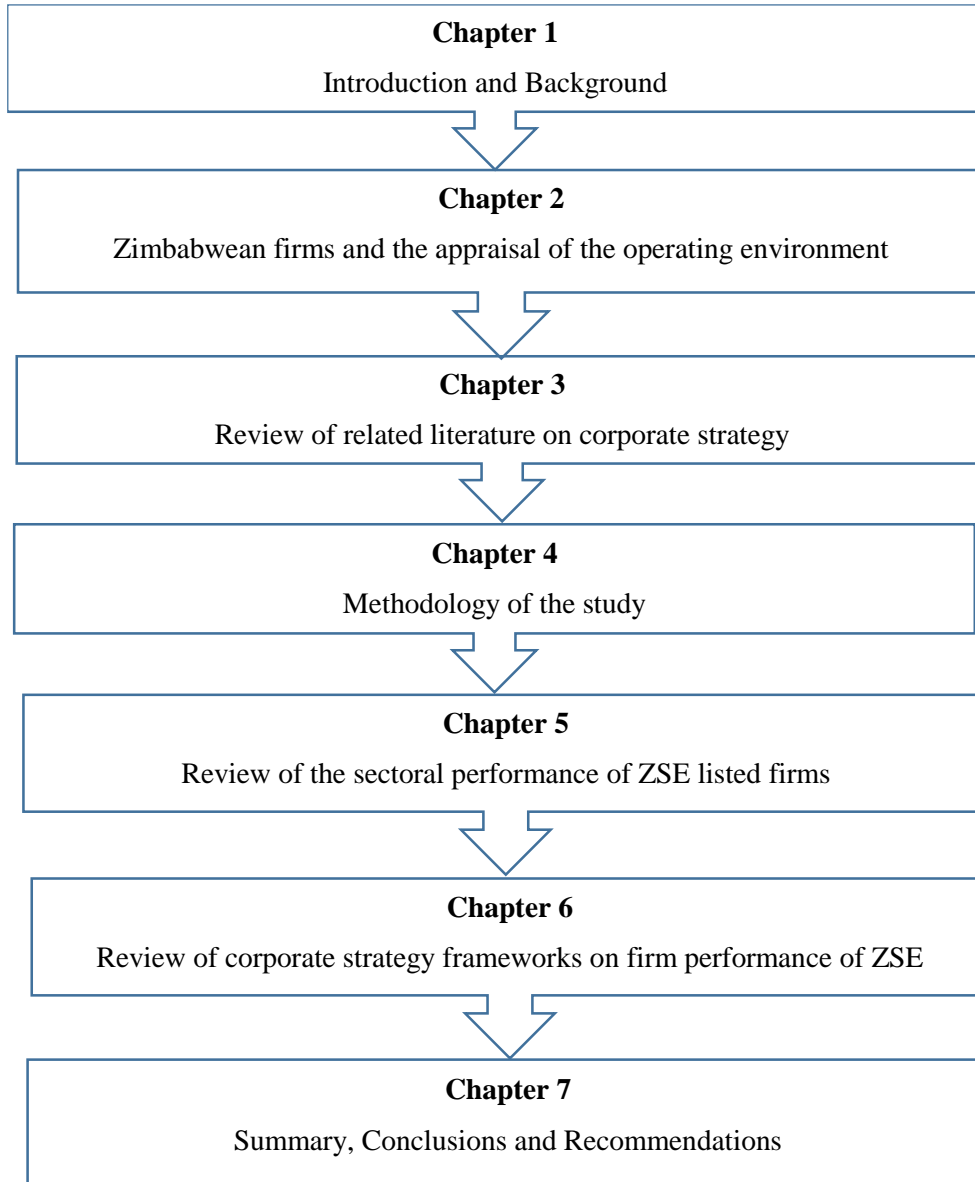 Chapter 1
Introduction and Background
Chapter 2
Zimbabwean firms and the appraisal of the operating environment
Chapter 3
Review of related literature on corporate strategy
Chapter 4
Methodology of the study
Chapter 5
Review of the sectoral performance of ZSE listed firms
Chapter 6
Review of corporate strategy frameworks on firm performance of ZSE
Chapter 7
Summary, Conclusions and Recommendations